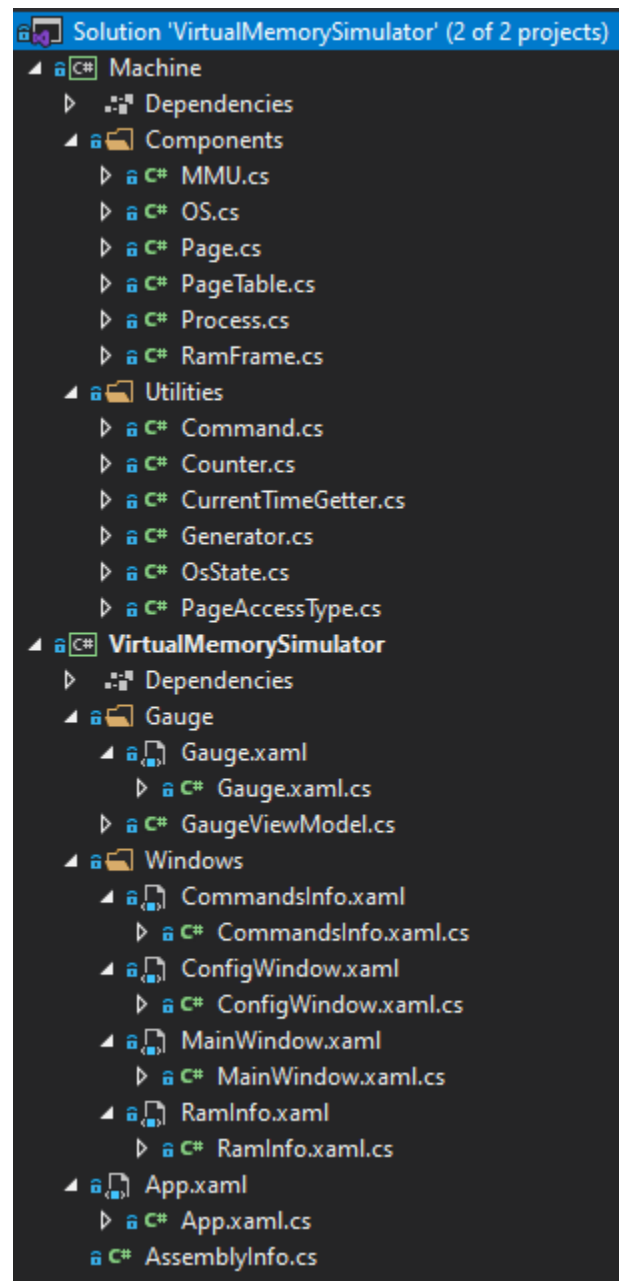 Solution 'VirtualMemorySimulator' (2 of 2 projects)
C# Machine
Dependencies
Components
C# MMU.cs
C# OS.cs
C# Page.cs
C# PageTable.cs
C# Process.cs
C# RamFrame.cs
Utilities
C# Command.cs
C# Counter.cs
C# CurrentTimeGetter.cs
C# Generator.cs
C# OsState.cs
C# PageAccessType.cs
C# VirtualMemorySimulator
Dependencies
Gauge
Gauge.xaml
C# Gauge.xaml.cs
C# GaugeViewModel.cs
Windows
CommandsInfo.xaml
C# CommandsInfo.xaml.cs
ConfigWindow.xaml
C# ConfigWindow.xaml.cs
MainWindow.xaml
C# MainWindow.xaml.cs
RamInfo.xaml
C# RamInfo.xaml.cs
App.xaml
C# App.xaml.cs
C# AssemblyInfo.cs